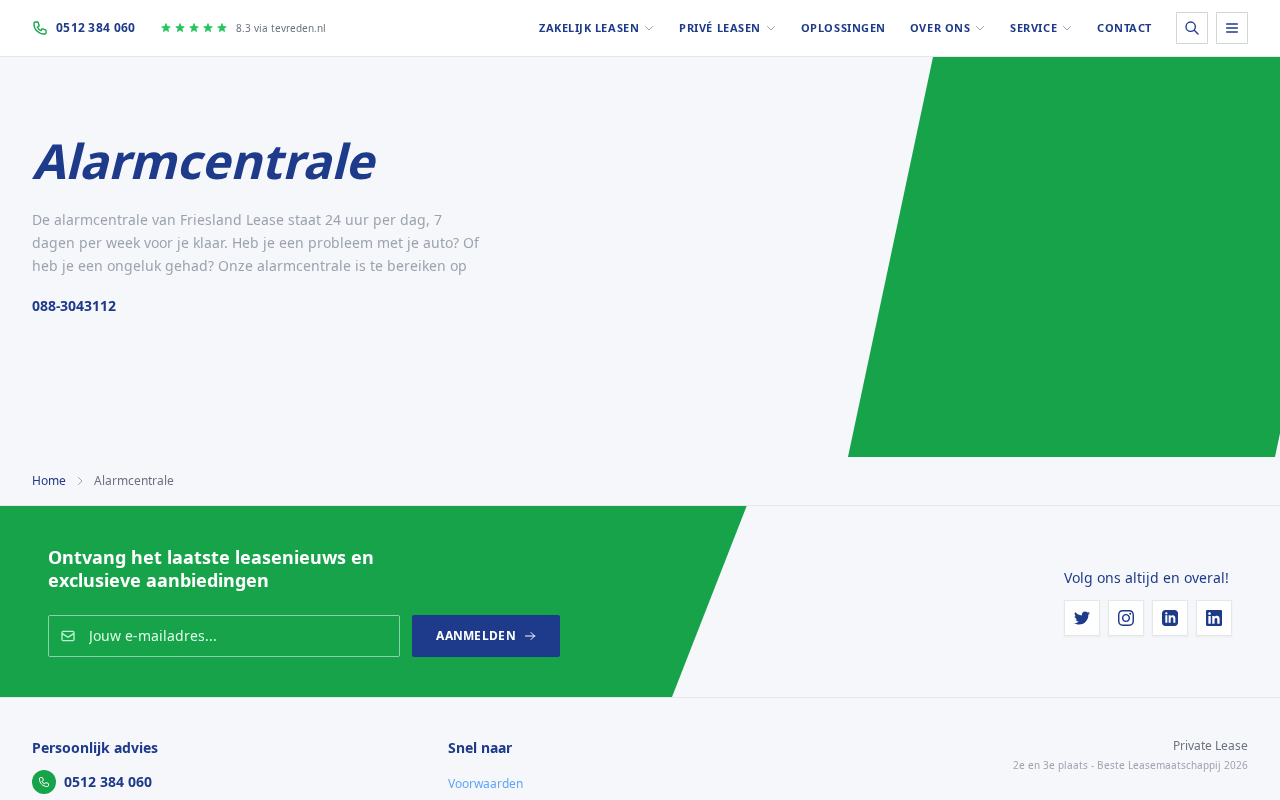 0512 384 060
8.3 via tevreden.nl
ZAKELIJK LEASEN
PRIVÉ LEASEN
OPLOSSINGEN
OVER ONS
SERVICE
CONTACT
Alarmcentrale
De alarmcentrale van Friesland Lease staat 24 uur per dag, 7
dagen per week voor je klaar. Heb je een probleem met je auto? Of
heb je een ongeluk gehad? Onze alarmcentrale is te bereiken op
088-3043112
Home
Alarmcentrale
Ontvang het laatste leasenieuws en
exclusieve aanbiedingen
Jouw e-mailadres...
AANMELDEN
Volg ons altijd en overal!
Persoonlijk advies
0512 384 060
Snel naar
Voorwaarden
Private Lease
2e en 3e plaats - Beste Leasemaatschappij 2026